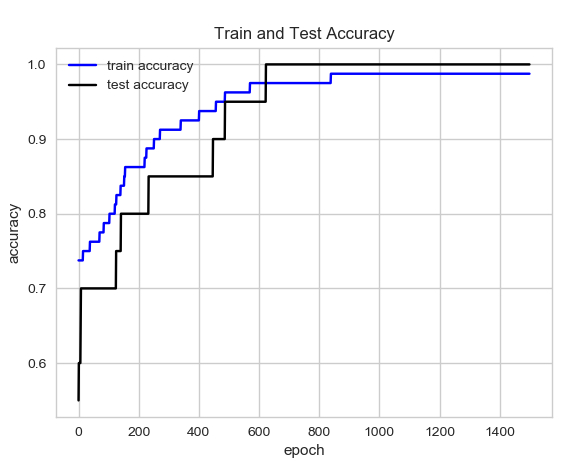 Train and Test Accuracy
train accuracy
test accuracy
1.0
0.9
0.8
0.7
0.6
accuracy
0 200 400 600 800 1000 1200 1400
epoch